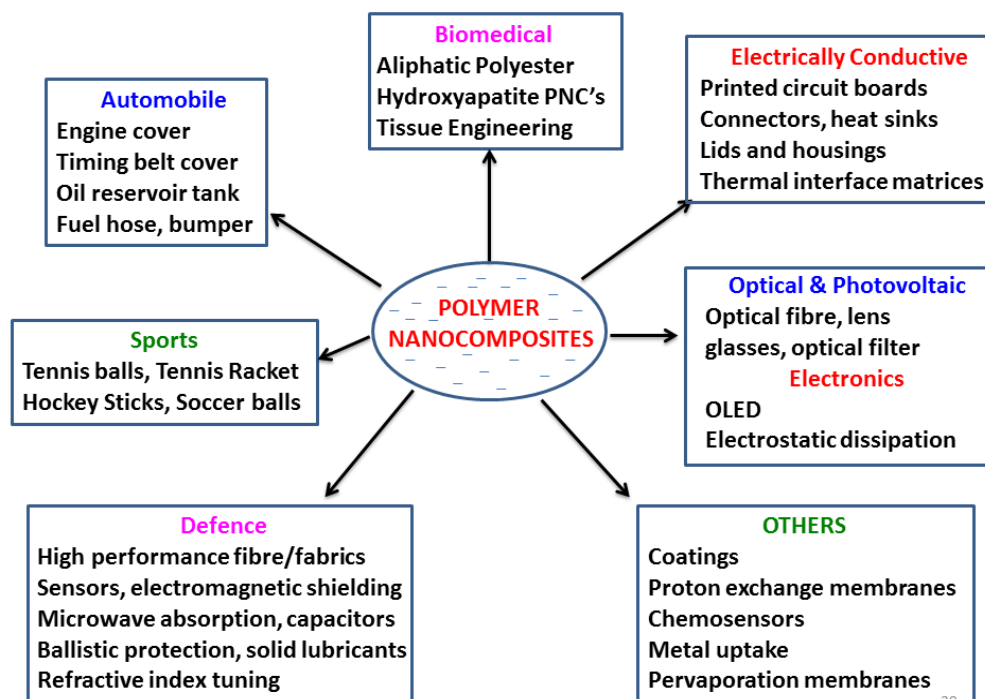 Biomedical
Aliphatic Polyester
Hydroxyapatite PNC's
Tissue Engineering
Electrically Conductive
Printed circuit boards
Connectors, heat sinks
Lids and housings
Thermal interface matrices
Automobile
Engine cover
Timing belt cover
Oil reservoir tank
Fuel hose, bumper
POLYMER
NANOCOMPOSITES
Optical & Photovoltaic
Optical fibre, lens
glasses, optical filter
Electronics
OLED
Electrostatic dissipation
Sports
Tennis balls, Tennis Racket
Hockey Sticks, Soccer balls
Defence
High performance fibre/fabrics
Sensors, electromagnetic shielding
Microwave absorption, capacitors
Ballistic protection, solid lubricants
Refractive index tuning
OTHERS
Coatings
Proton exchange membranes
Chemosensors
Metal uptake
Pervaporation membranes